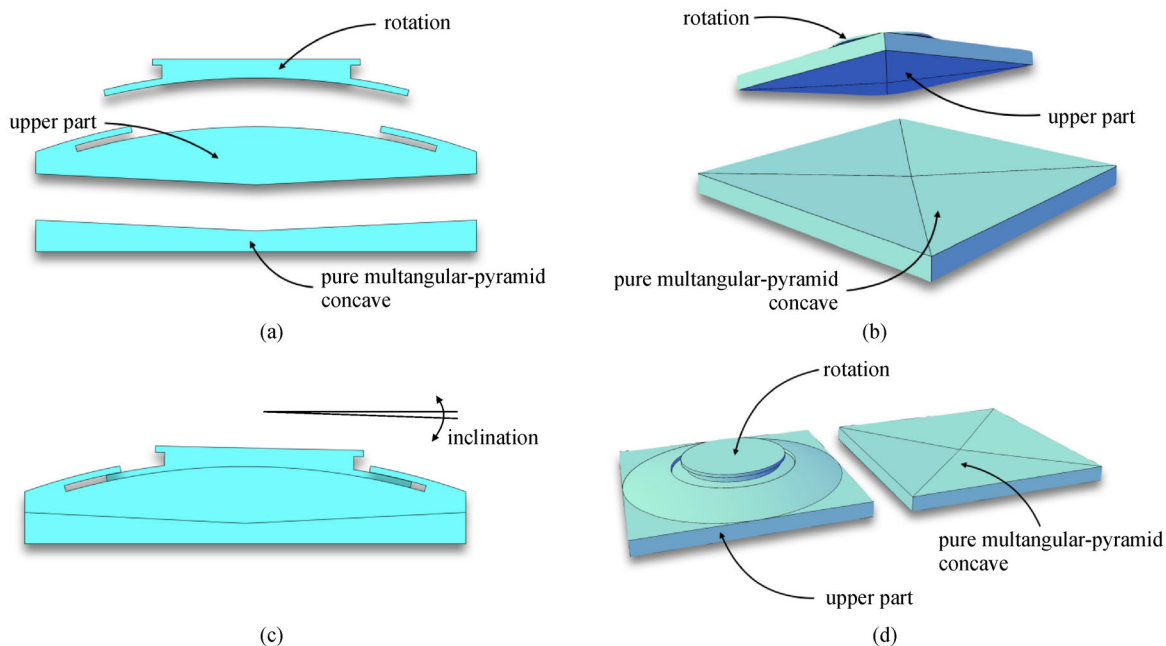 rotation
upper part
pure multangular-pyramid
concave
(a)
rotation
upper part
pure multangular-pyramid
concave
(b)
inclination
(c)
rotation
pure multangular-pyramid
concave
upper part
(d)